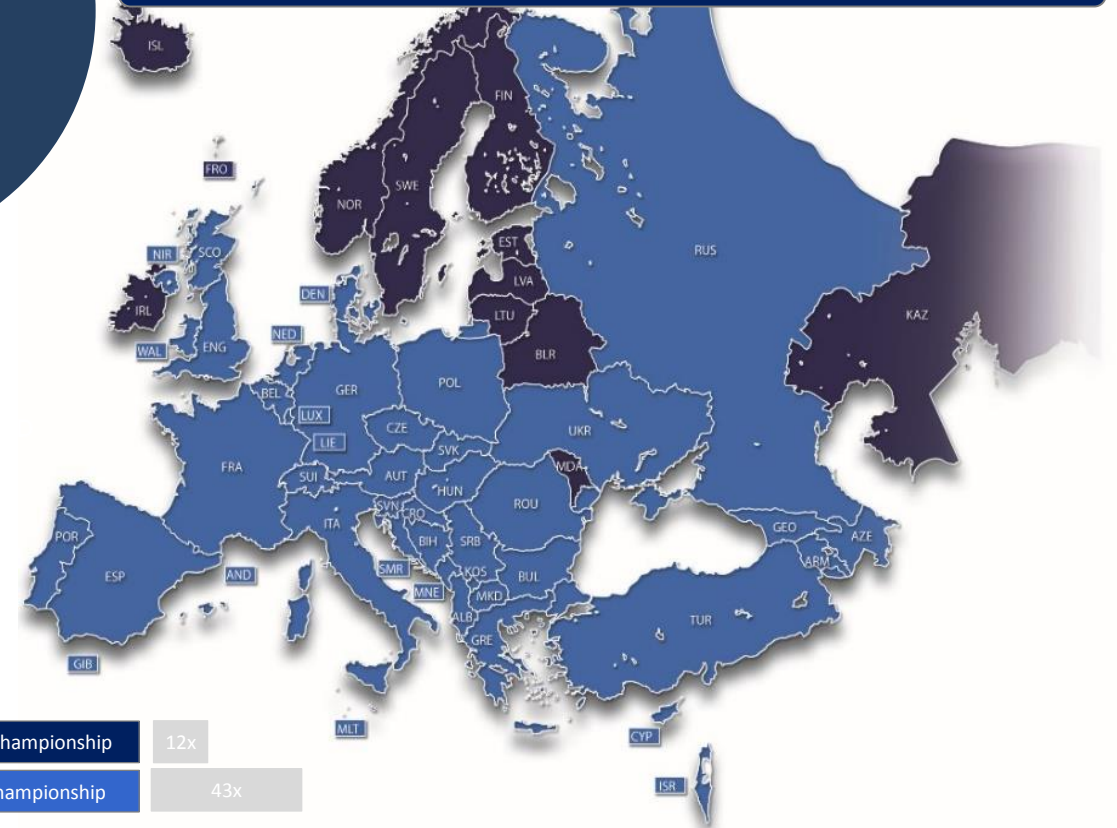 ISL
FIN
FRO
SWE
NOR
EST
NIR
SCO
RUS
LVA
DEN
IRL
LTU
KAZ
NED
WAL
ENG
BLR
POL
GER
BEL
LUX
CZE
UKR
LIE
SVK
FRA
MDA
SUI
AUT
HUN
ROU
SVN
CRO
ITA
GEO
POR
AZE
BIH
SRB
ARM
SMR
KOS
AND
ESP
BUL
MNE
MKD
ALB
TUR
GRE
GIB
MLT
CYP
hampionship
12x
ISR
hampionship
43x